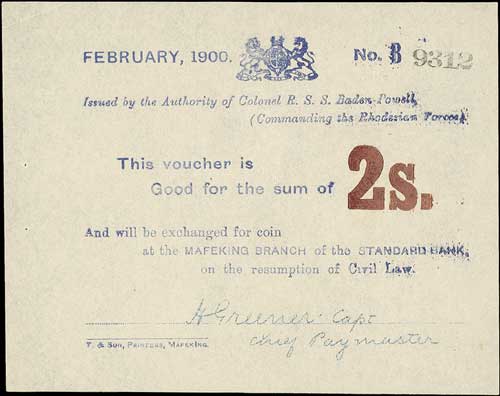 FEBRUARY, 1900.
No. B 9312
Issued by the Authority of Colonel R. S. S. Baden-Powell,
(Commanding the Rhodesian Forces)
This voucher is
Good for the sum of 2s.
And will be exchanged for coin
at the MAFEKING BRANCH of the STANDARD BANK,
on the resumption of Civil Law.
H Greener Capt
Chief Paymaster
T. & Son, Printers, Mafeking.